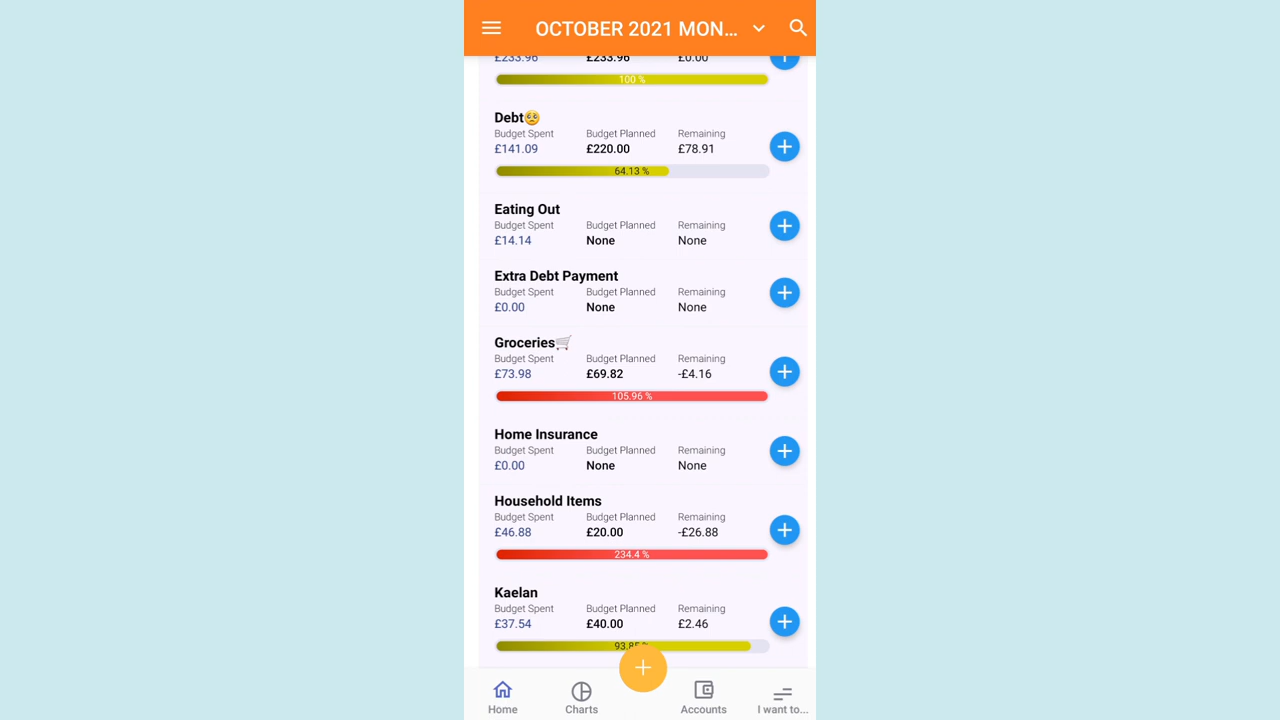 OCTOBER 2021 MON...
£233.96 £233.96 £0.00
100 %
Debt🥺
Budget Spent Budget Planned Remaining
£141.09 £220.00 £78.91
64.13 %
Eating Out
Budget Spent Budget Planned Remaining
£14.14 None None
Extra Debt Payment
Budget Spent Budget Planned Remaining
£0.00 None None
Groceries🛒
Budget Spent Budget Planned Remaining
£73.98 £69.82 -£4.16
105.96 %
Home Insurance
Budget Spent Budget Planned Remaining
£0.00 None None
Household Items
Budget Spent Budget Planned Remaining
£46.88 £20.00 -£26.88
234.4 %
Kaelan
Budget Spent Budget Planned Remaining
£37.54 £40.00 £2.46
93.85 %
Home Charts Accounts I want to...